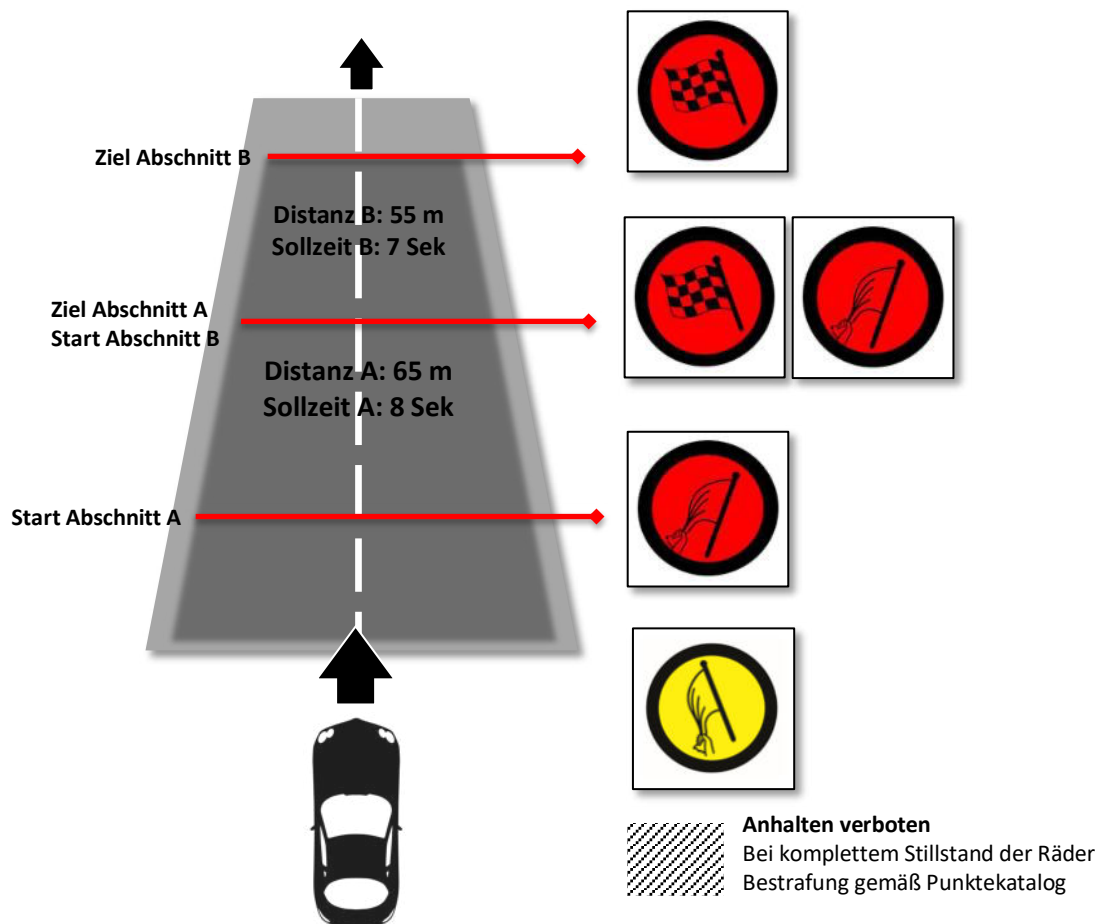 Ziel Abschnitt B
Distanz B: 55 m
Sollzeit B: 7 Sek
Ziel Abschnitt A
Start Abschnitt B
Distanz A: 65 m
Sollzeit A: 8 Sek
Start Abschnitt A
Anhalten verboten
Bei komplettem Stillstand der Räder
Bestrafung gemäß Punktekatalog